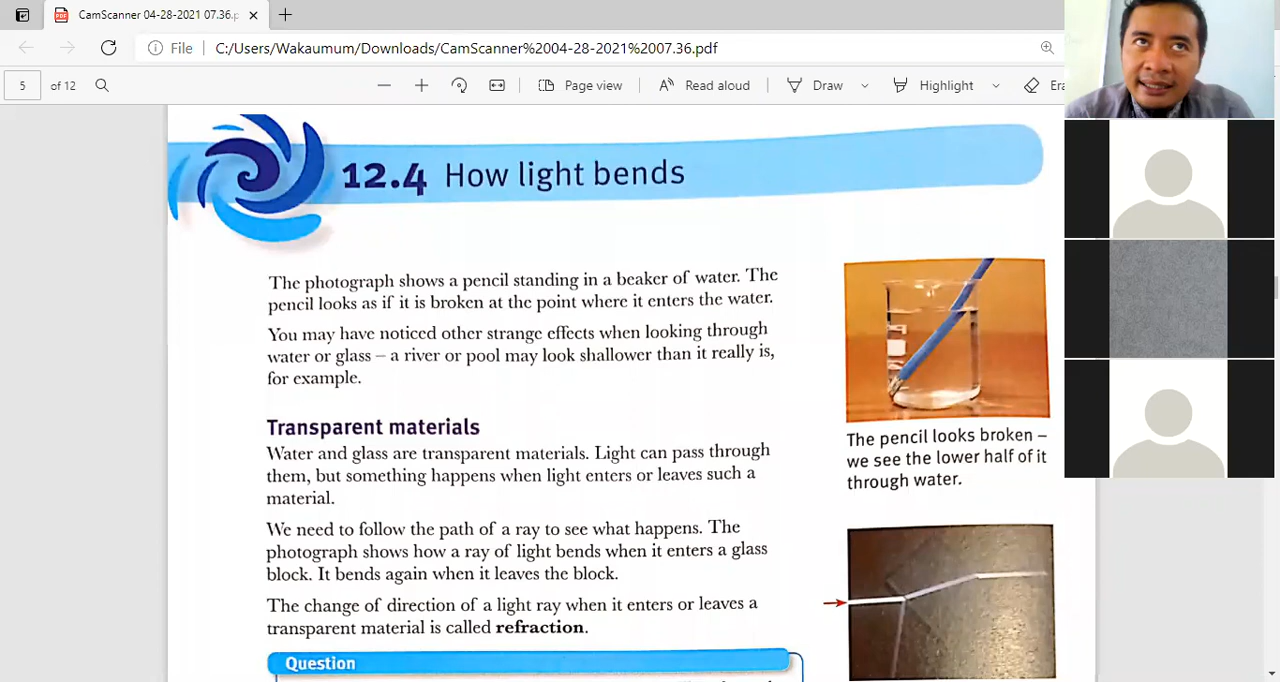 CamScanner 04-28-2021 07.36.p
File
C:/Users/Wakaumum/Downloads/CamScanner%2004-28-2021%2007.36.pdf
5 of 12
Page view
Read aloud
Draw
Highlight
Era
12.4 How light bends
The photograph shows a pencil standing in a beaker of water. The
pencil looks as if it is broken at the point where it enters the water.
You may have noticed other strange effects when looking through
water or glass – a river or pool may look shallower than it really is,
for example.
Transparent materials
Water and glass are transparent materials. Light can pass through
them, but something happens when light enters or leaves such a
material.
We need to follow the path of a ray to see what happens. The
photograph shows how a ray of light bends when it enters a glass
block. It bends again when it leaves the block.
The change of direction of a light ray when it enters or leaves a
transparent material is called refraction.
Question
The pencil looks broken –
we see the lower half of it
through water.